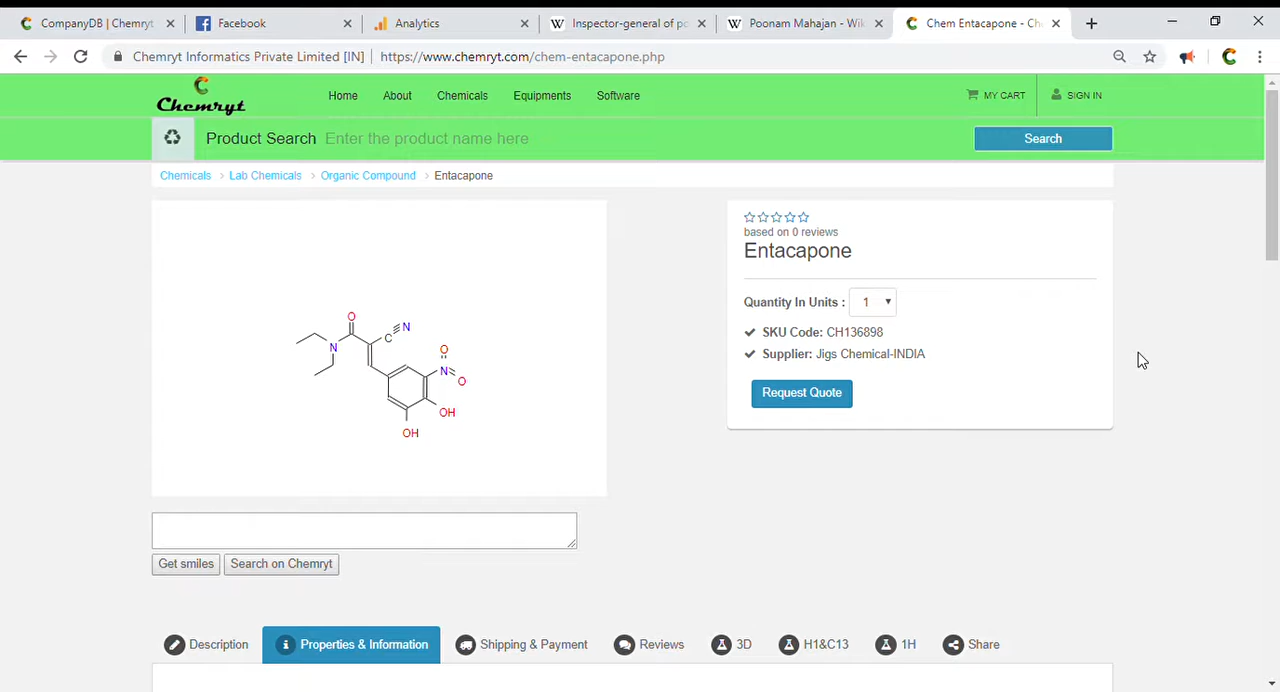 CompanyDB | Chemryt
Facebook
Analytics
Inspector-general of po
Poonam Mahajan - Wik
Chem Entacapone - Ch
Chemryt Informatics Private Limited [IN] | https://www.chemryt.com/chem-entacapone.php
Chemryt
Home About Chemicals Equipments Software
MY CART
SIGN IN
Product Search Enter the product name here
Search
Chemicals > Lab Chemicals > Organic Compound > Entacapone
O
N
C
N
O
N
O
OH
OH
based on 0 reviews
Entacapone
Quantity In Units : 1
SKU Code: CH136898
Supplier: Jigs Chemical-INDIA
Request Quote
Get smiles
Search on Chemryt
Description
Properties & Information
Shipping & Payment
Reviews
3D
H1&C13
1H
Share